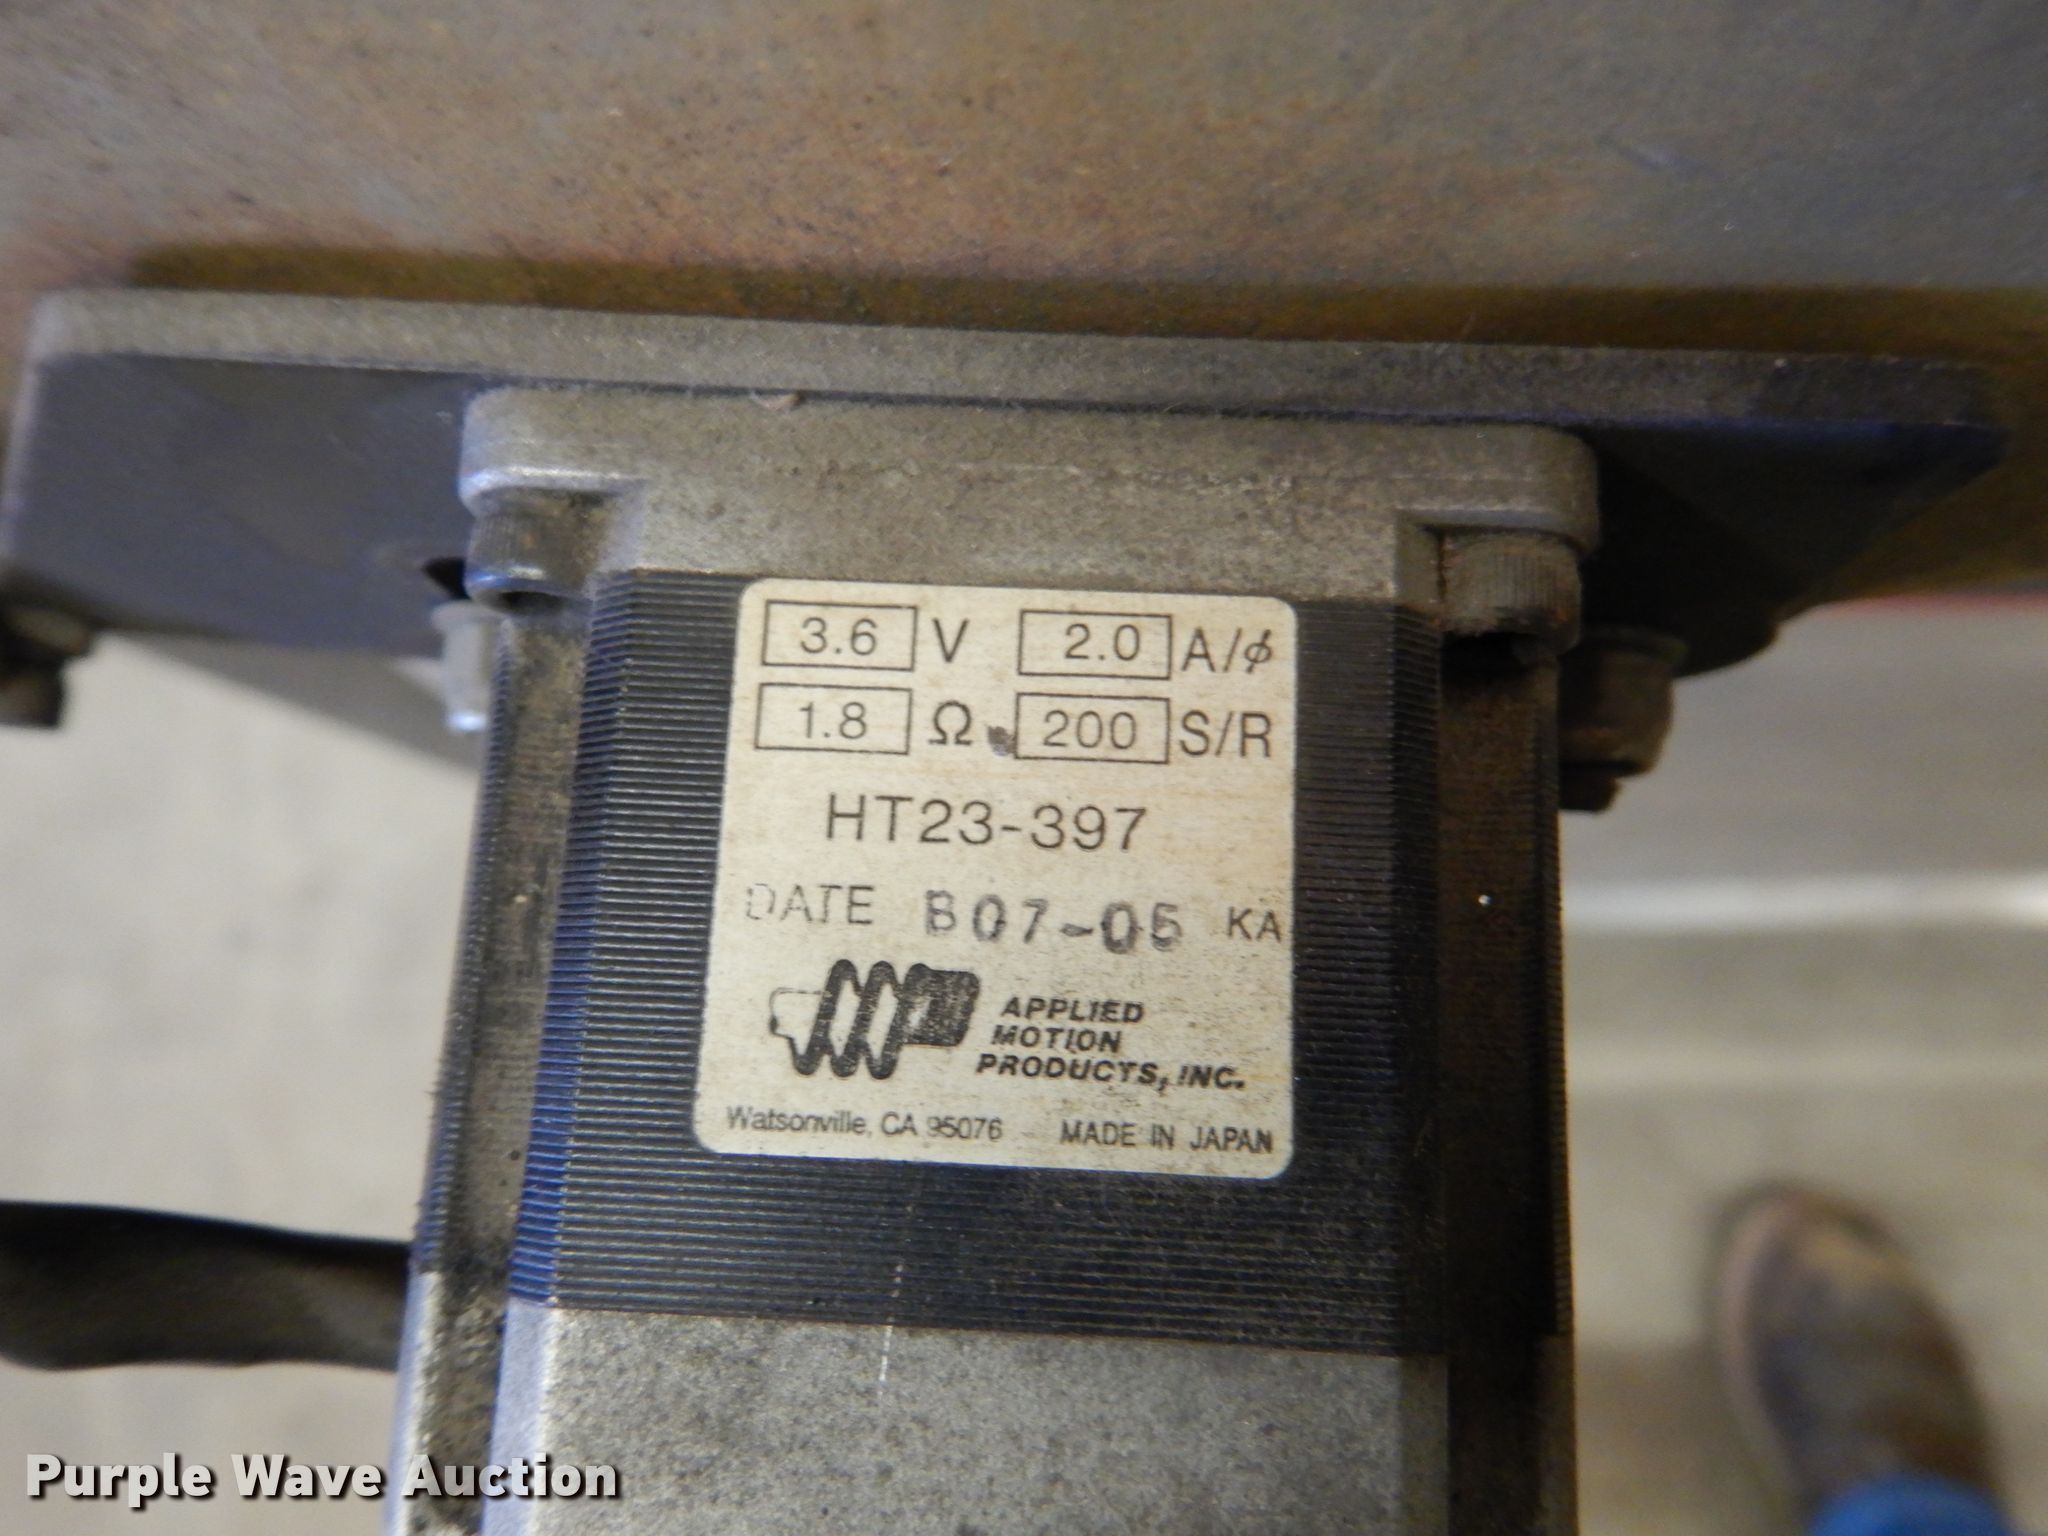 3.6 V 2.0 A/ϕ
1.8 Ω 200 S/R
HT23-397
DATE B07-05 KA
APPLIED
MOTION
PRODUCTS, INC.
Watsonville, CA 95076 MADE IN JAPAN
Purple Wave Auction